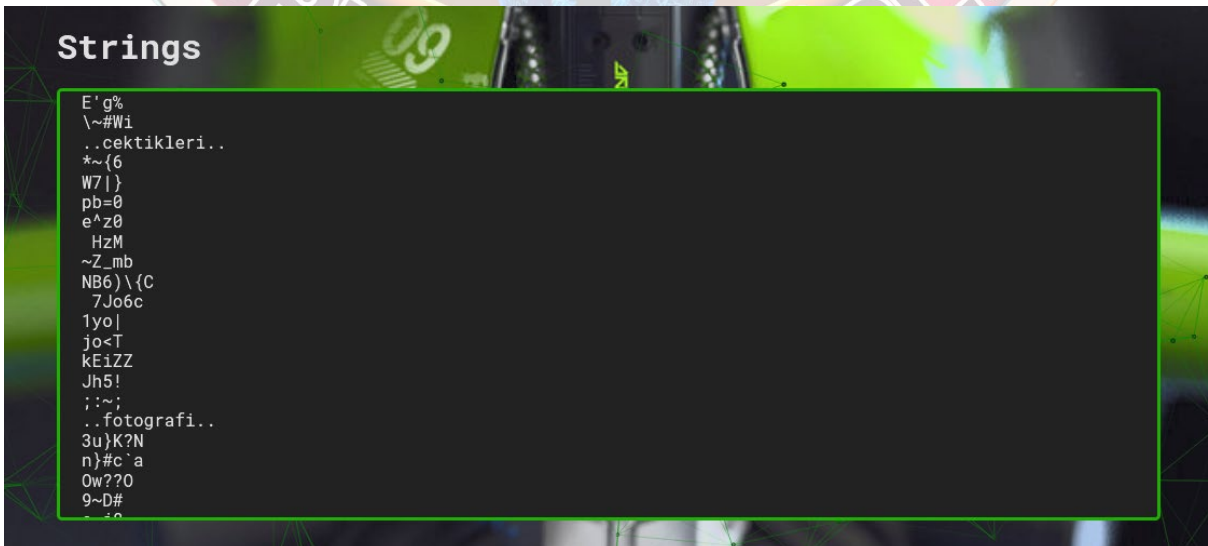 Strings
09
E'g%
\~#Wi
..cektikleri..
*~{6
W7|}
pb=0
e^z0
HzM
~Z_mb
NB6)\{C
7Jo6c
1yo|
jo<T
kEiZZ
Jh5!
;:~;
..fotografi..
3u}K?N
n}#c`a
Ow??O
9~D#